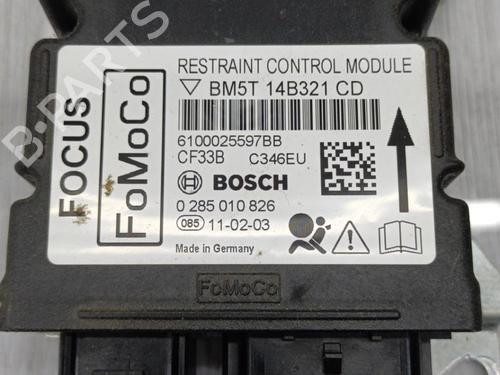 FOCUS
FoMoCo
RESTRAINT CONTROL MODULE
BM5T 14B321 CD
6100025597BB
CF33B C346EU
BOSCH
0 285 010 826
085 11-02-03
Made in Germany
FoMoCo
B-PARTS